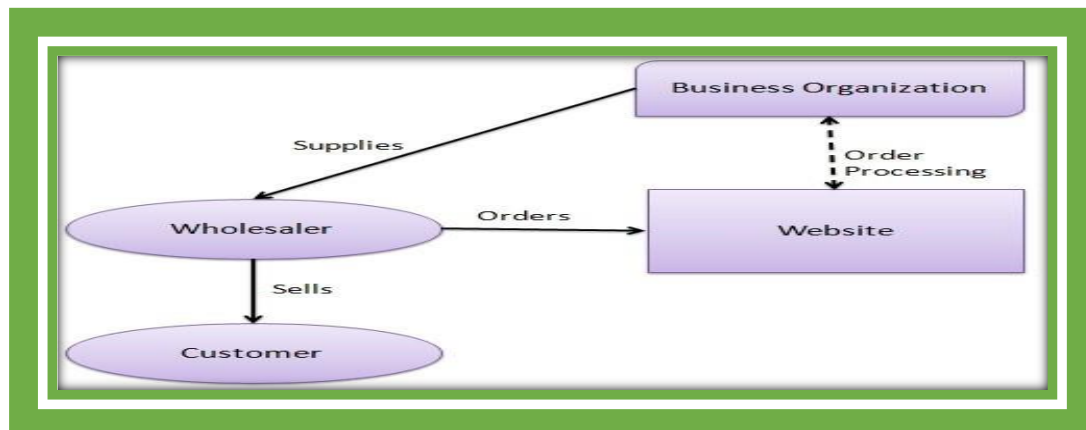 Business Organization
Supplies
Order
Processing
Wholesaler
Orders
Website
Sells
Customer